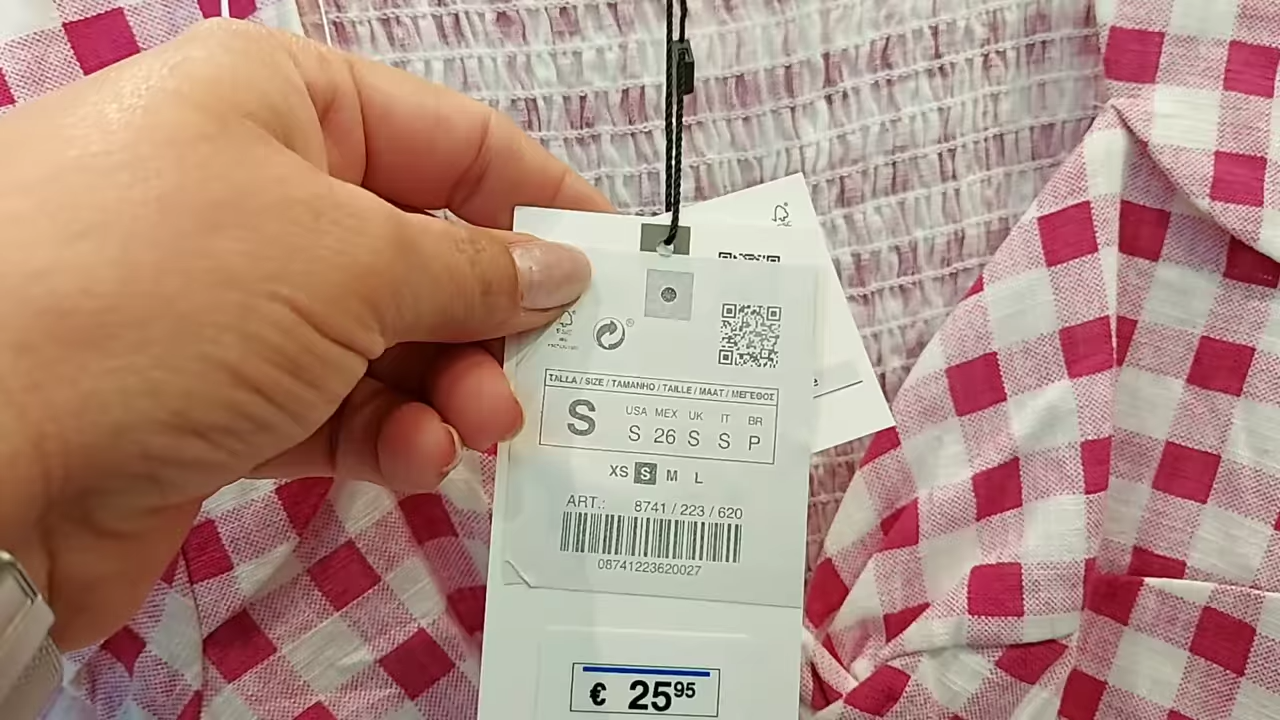 TALLA / SIZE / TAMANHO / TAILLE / MAAT / ΜΕΓΕΘΟΣ
S
USA MEX UK IT BR
S 26 S S P
XS S M L
ART.: 8741 / 223 / 620
08741223620027
€ 25 95